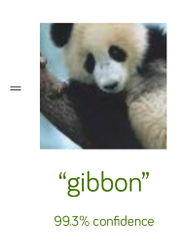 =
“gibbon”
99.3% confidence